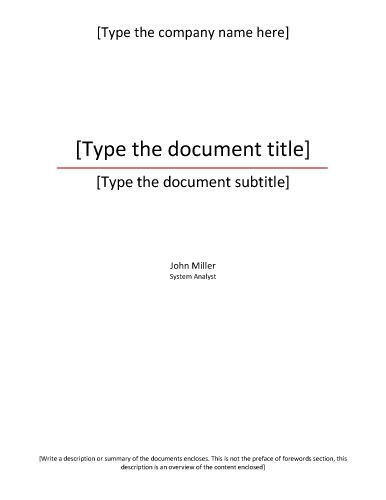 [Type the company name here]
[Type the document title]
[Type the document subtitle]
John Miller
System Analyst
[Write a description or summary of the documents encloses. This is not the preface of forewords section, this
description is an overview of the content enclosed]